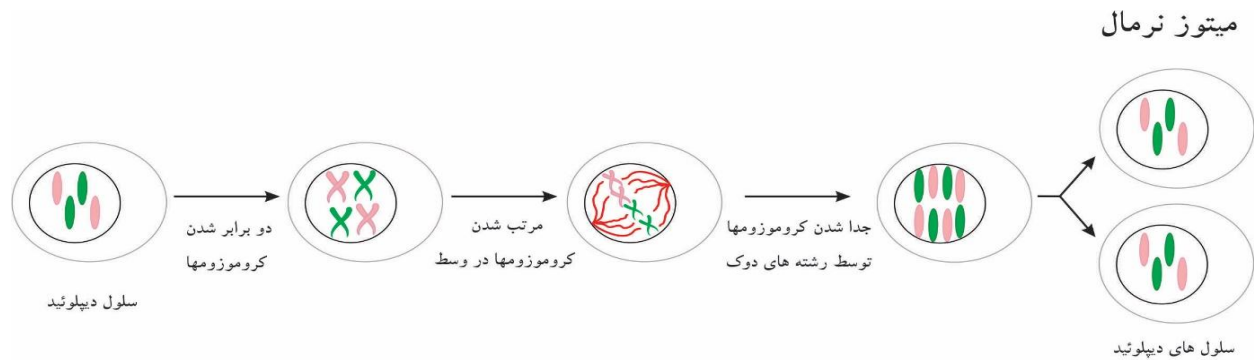 میتوز نرمال
دو برابر شدن
کروموزومها
مرتب شدن
کروموزومها در وسط
جدا شدن کروموزومها
توسط رشته های دوک
سلول دیپلوئید
سلول های دیپلوئید